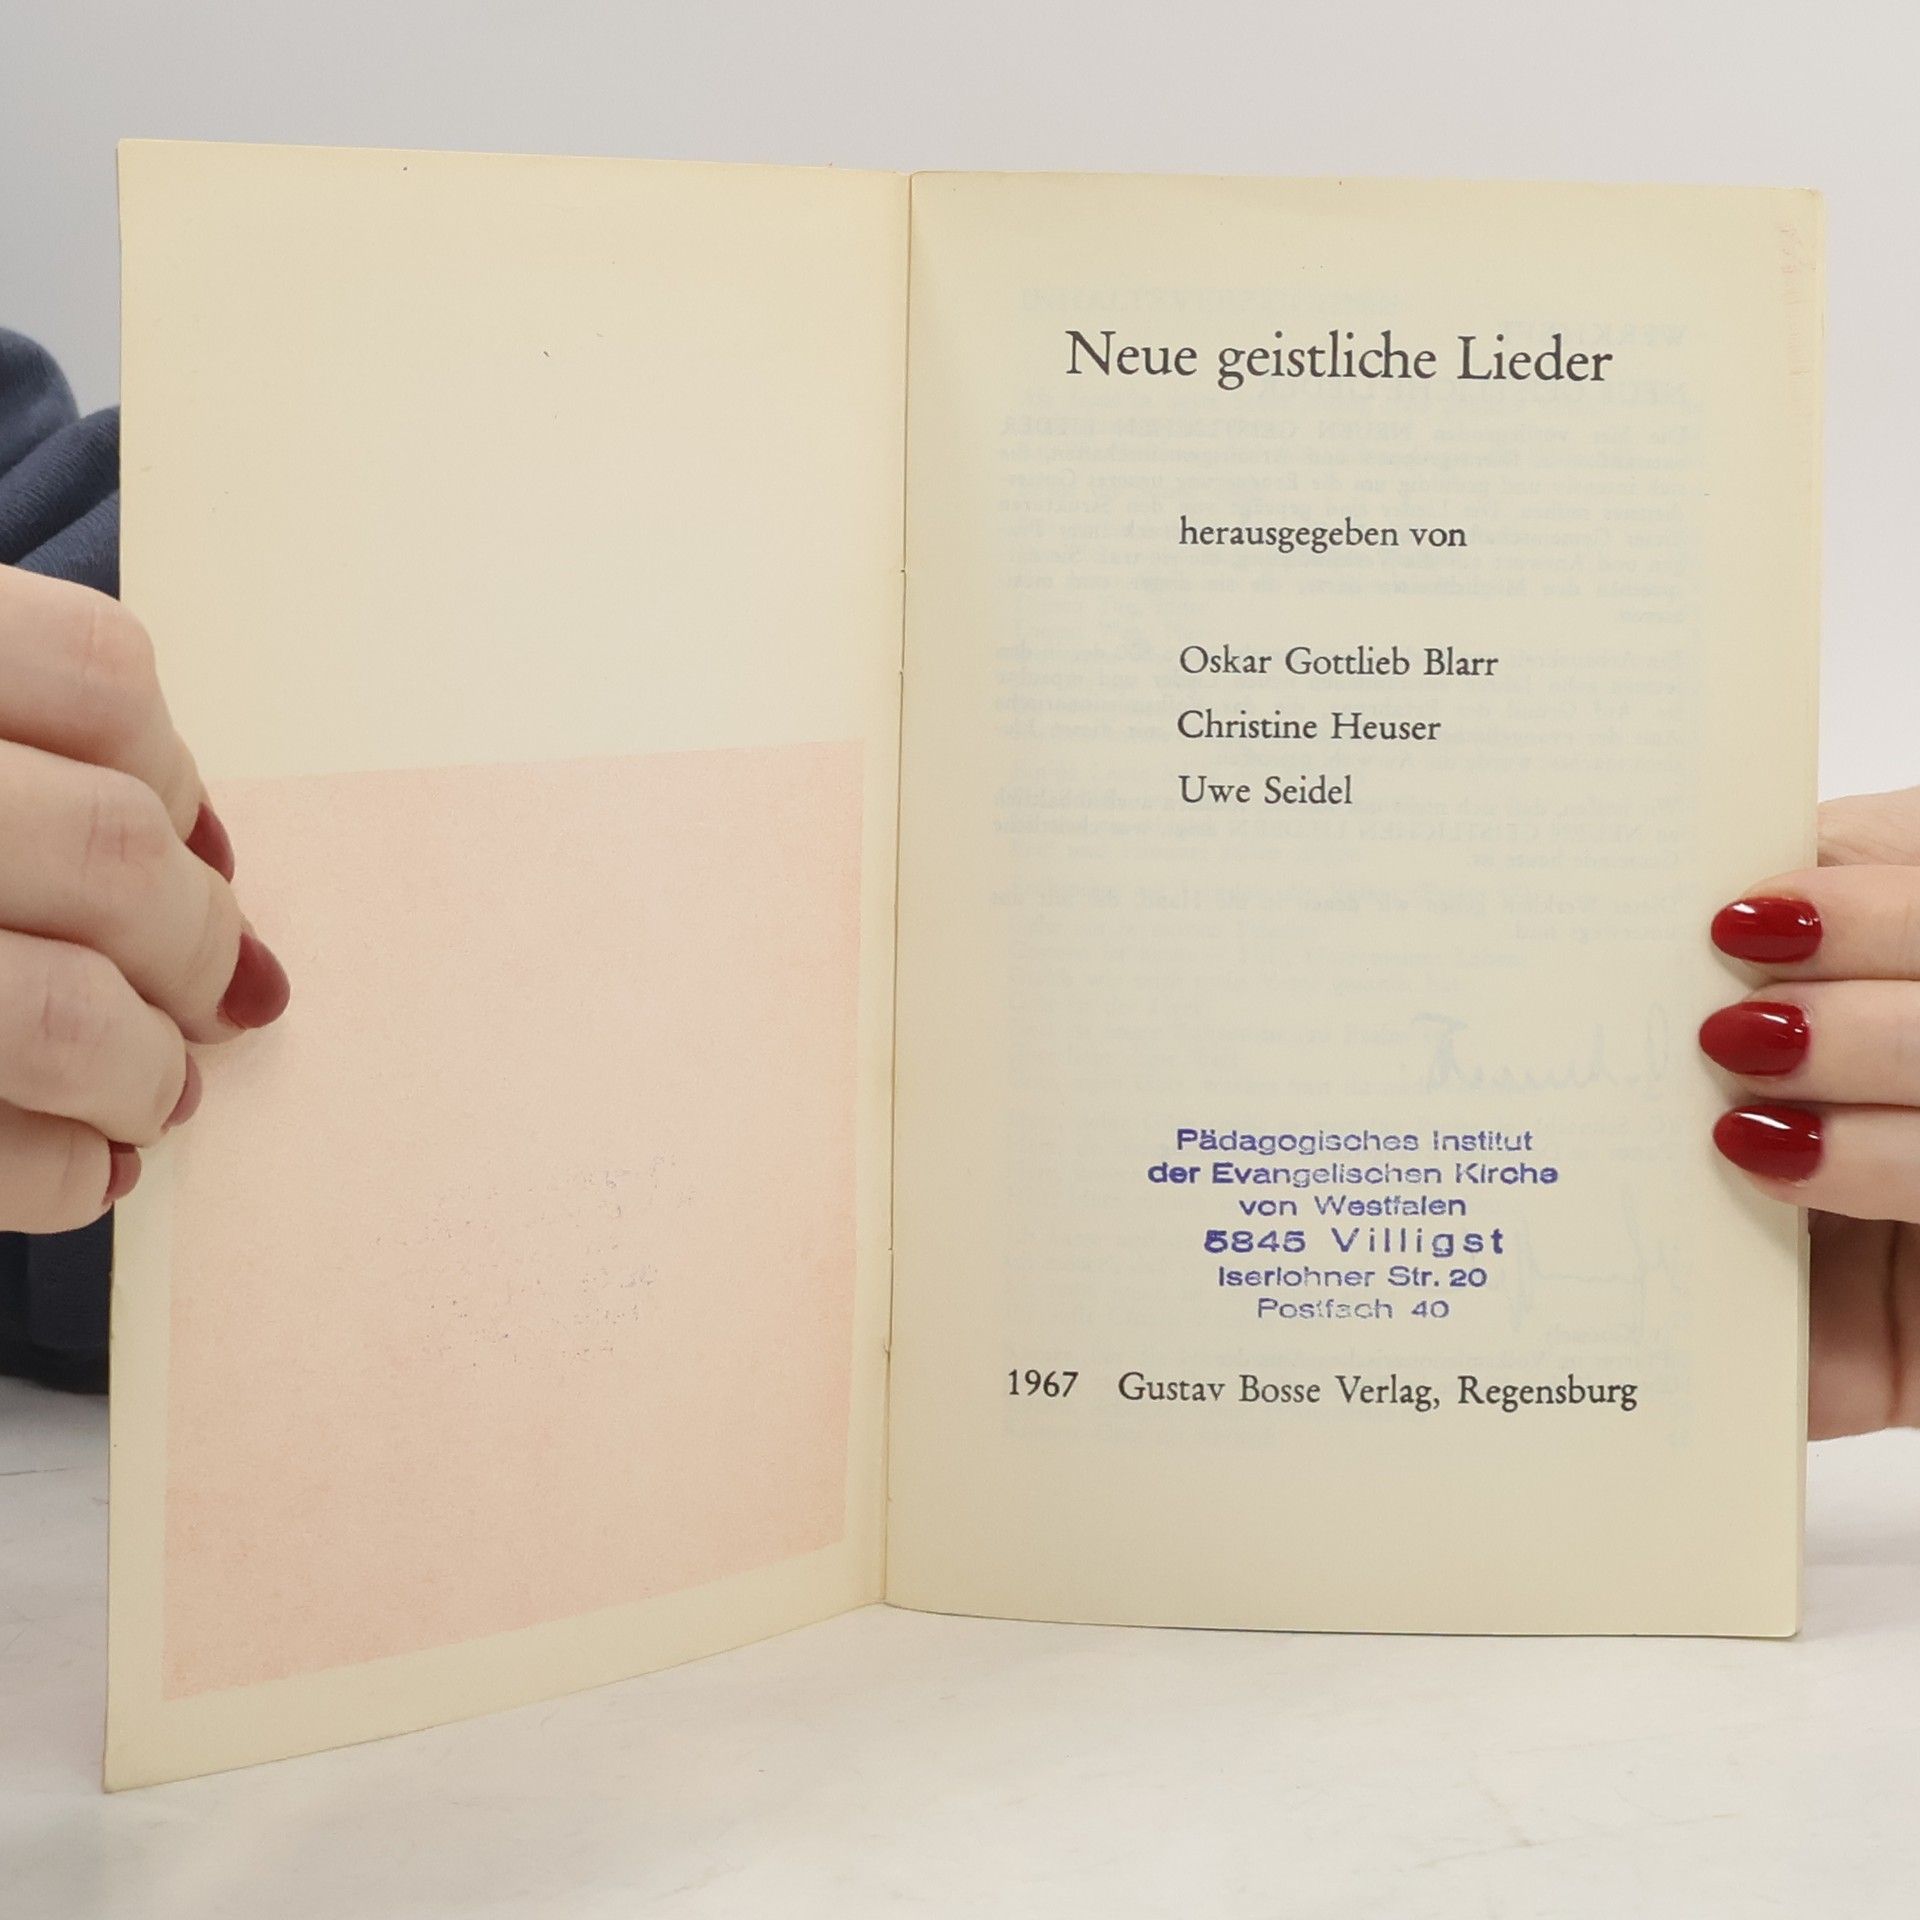 Neue geistliche Lieder
herausgegeben von
Oskar Gottlieb Blarr
Christine Heuser
Uwe Seidel
Pädagogisches Institut
der Evangelischen Kirche
von Westfalen
5845 Villigst
Iserlohner Str. 20
Postfach 40
1967 Gustav Bosse Verlag, Regensburg